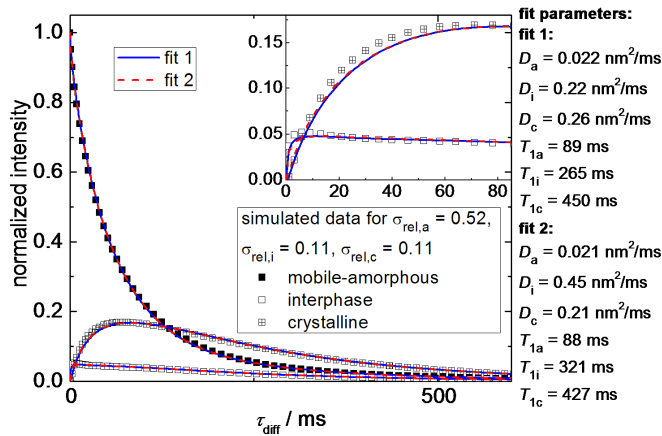 normalized intensity
1.0
0.8
0.6
0.4
0.2
0.0
fit 1
fit 2
0.15
0.10
0.05
0.00
0 20 40 60 80
simulated data for σrel,a = 0.52,
σrel,i = 0.11, σrel,c = 0.11
mobile-amorphous
interphase
crystalline
0 500
τdiff / ms
fit parameters:
fit 1:
Da = 0.022 nm²/ms
Di = 0.22 nm²/ms
Dc = 0.26 nm²/ms
T1a = 89 ms
T1i = 265 ms
T1c = 450 ms
fit 2:
Da = 0.021 nm²/ms
Di = 0.45 nm²/ms
Dc = 0.21 nm²/ms
T1a = 88 ms
T1i = 321 ms
T1c = 427 ms